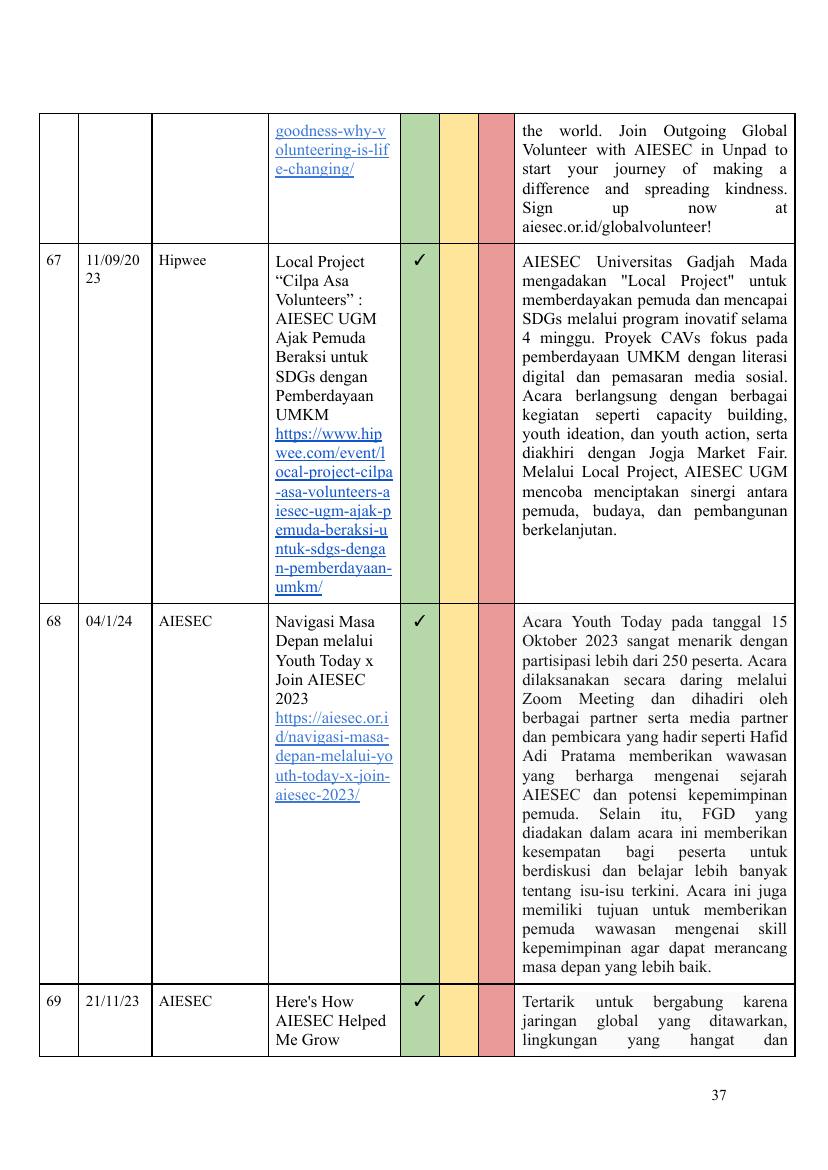 goodness-why-v
olunteering-is-lif
e-changing/
the world. Join Outgoing Global
Volunteer with AIESEC in Unpad to
start your journey of making a
difference and spreading kindness.
Sign up now at
aiesec.or.id/globalvolunteer!
67
11/09/20
23
Hipwee
Local Project
“Cilpa Asa
Volunteers” :
AIESEC UGM
Ajak Pemuda
Beraksi untuk
SDGs dengan
Pemberdayaan
UMKM
https://www.hip
wee.com/event/l
ocal-project-cilpa
-asa-volunteers-a
iesec-ugm-ajak-p
emuda-beraksi-u
ntuk-sdgs-denga
n-pemberdayaan-
umkm/
✓
AIESEC Universitas Gadjah Mada
mengadakan "Local Project" untuk
memberdayakan pemuda dan mencapai
SDGs melalui program inovatif selama
4 minggu. Proyek CAVs fokus pada
pemberdayaan UMKM dengan literasi
digital dan pemasaran media sosial.
Acara berlangsung dengan berbagai
kegiatan seperti capacity building,
youth ideation, dan youth action, serta
diakhiri dengan Jogja Market Fair.
Melalui Local Project, AIESEC UGM
mencoba menciptakan sinergi antara
pemuda, budaya, dan pembangunan
berkelanjutan.
68
04/1/24
AIESEC
Navigasi Masa
Depan melalui
Youth Today x
Join AIESEC
2023
https://aiesec.or.i
d/navigasi-masa-
depan-melalui-yo
uth-today-x-join-
aiesec-2023/
✓
Acara Youth Today pada tanggal 15
Oktober 2023 sangat menarik dengan
partisipasi lebih dari 250 peserta. Acara
dilaksanakan secara daring melalui
Zoom Meeting dan dihadiri oleh
berbagai partner serta media partner
dan pembicara yang hadir seperti Hafid
Adi Pratama memberikan wawasan
yang berharga mengenai sejarah
AIESEC dan potensi kepemimpinan
pemuda. Selain itu, FGD yang
diadakan dalam acara ini memberikan
kesempatan bagi peserta untuk
berdiskusi dan belajar lebih banyak
tentang isu-isu terkini. Acara ini juga
memiliki tujuan untuk memberikan
pemuda wawasan mengenai skill
kepemimpinan agar dapat merancang
masa depan yang lebih baik.
69
21/11/23
AIESEC
Here's How
AIESEC Helped
Me Grow
✓
Tertarik untuk bergabung karena
jaringan global yang ditawarkan,
lingkungan yang hangat dan
37